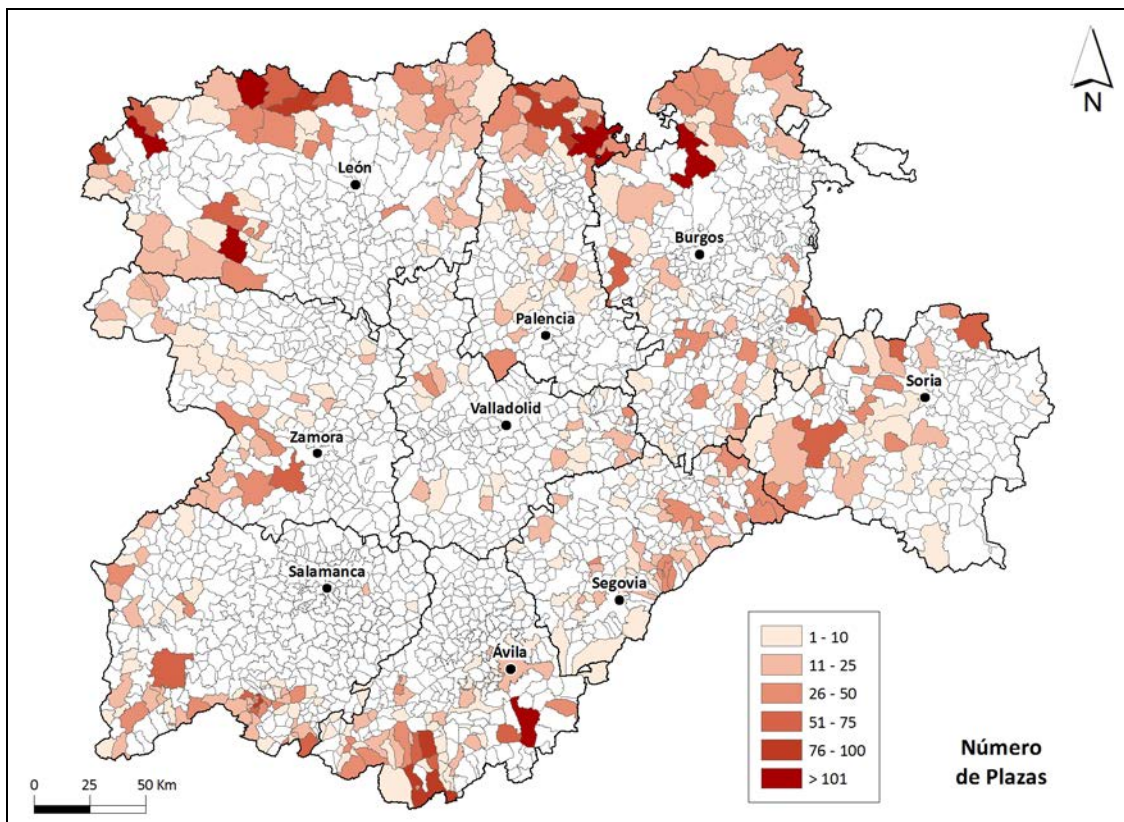 N
León
Burgos
Palencia
Soria
Valladolid
Zamora
Salamanca
Segovia
Ávila
1 - 10
11 - 25
26 - 50
51 - 75
76 - 100
> 101
Número
de Plazas
0 25 50 Km